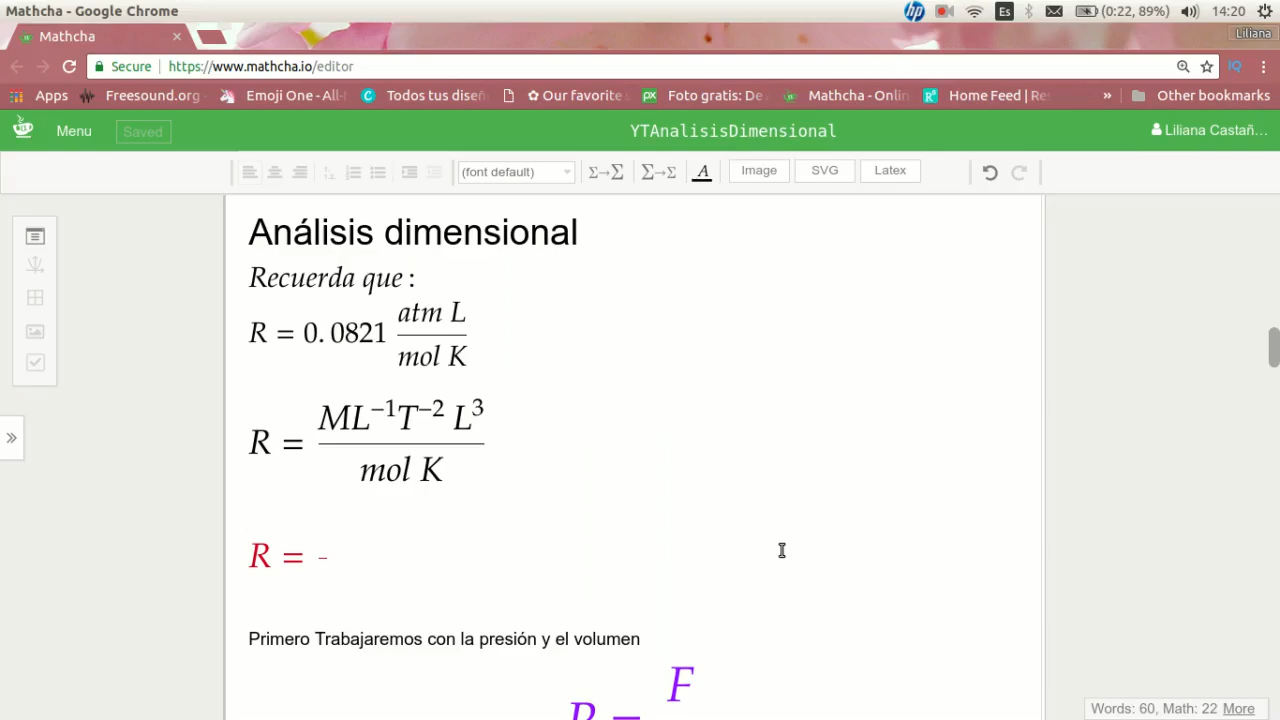 Mathcha - Google Chrome
Es
(0:22, 89%)
14:20
Mathcha
Liliana
Secure
https://www.mathcha.io/editor
Apps
Freesound.org
Emoji One - All-
Todos tus diseñ
✿ Our favorite
Foto gratis: De
Mathcha - Onlin
Home Feed | Re
»
Other bookmarks
Menu
Saved
YTAnalisisDimensional
Liliana Castañ...
(font default)
Σ→Σ
Σ→Σ
A
Image
SVG
Latex
Análisis dimensional
Recuerda que :
R = 0.0821 atm L / mol K
R = ML⁻¹T⁻² L³ / mol K
R = –
Primero Trabajaremos con la presión y el volumen
P = F
Words: 60, Math: 22 More